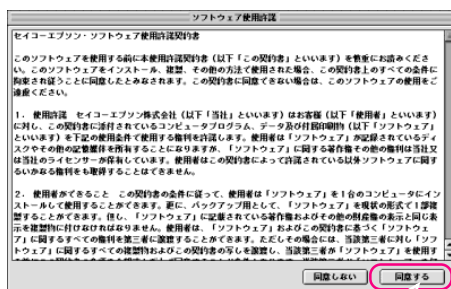 ソフトウェア使用許諾
セイコーエプソン・ソフトウェア使用許諾契約書
このソフトウェアを使用する前に本使用許諾契約書(以下「この契約書」といいます)を慎重にお読みくださ
い。このソフトウェアをインストール、複製、その他の方法で使用された場合、この契約書上のすべての条件に
拘束され従うことに同意したとみなされます。この契約書に同意できない場合は、このソフトウェアの使用をご
遠慮ください。
1. 使用許諾 セイコーエプソン株式会社(以下「当社」といいます)はお客様(以下「使用者」といいます)
に対し、この契約書に添付されているコンピュータプログラム、データ及び付属印刷物(以下「ソフトウェア」
といいます)を下記の使用条件で使用する権利を許諾します。使用者は「ソフトウェア」が記録されているディ
スクやその他の記憶媒体を所有することになりますが、「ソフトウェア」に関する著作権その他の権利は当社又
は当社のライセンサーが保有しています。使用者はこの契約書によって許諾されている以外ソフトウェアに関す
るいかなる権利をも取得することはできません。
2. 使用者ができること この契約書の条件に従って、使用者は「ソフトウェア」を1台のコンピュータにイン
ストールして使用することができます。更に、バックアップ用として、「ソフトウェア」を現状の形式で1部複
製することができます。但し、「ソフトウェア」に記載されている著作権およびその他の財産権の表示と同じ表
示を複製物に付けなければなりません。使用者は、「ソフトウェア」およびこの契約書に基づく「ソフトウェ
ア」に関するすべての権利を第三者に譲渡することができます。ただしその場合には、当該第三者に対し「ソフ
トウェア」に関するすべての複製物およびこの契約書の写しを譲渡し、当該第三者が「ソフトウェア」を使用す
同意しない 同意する